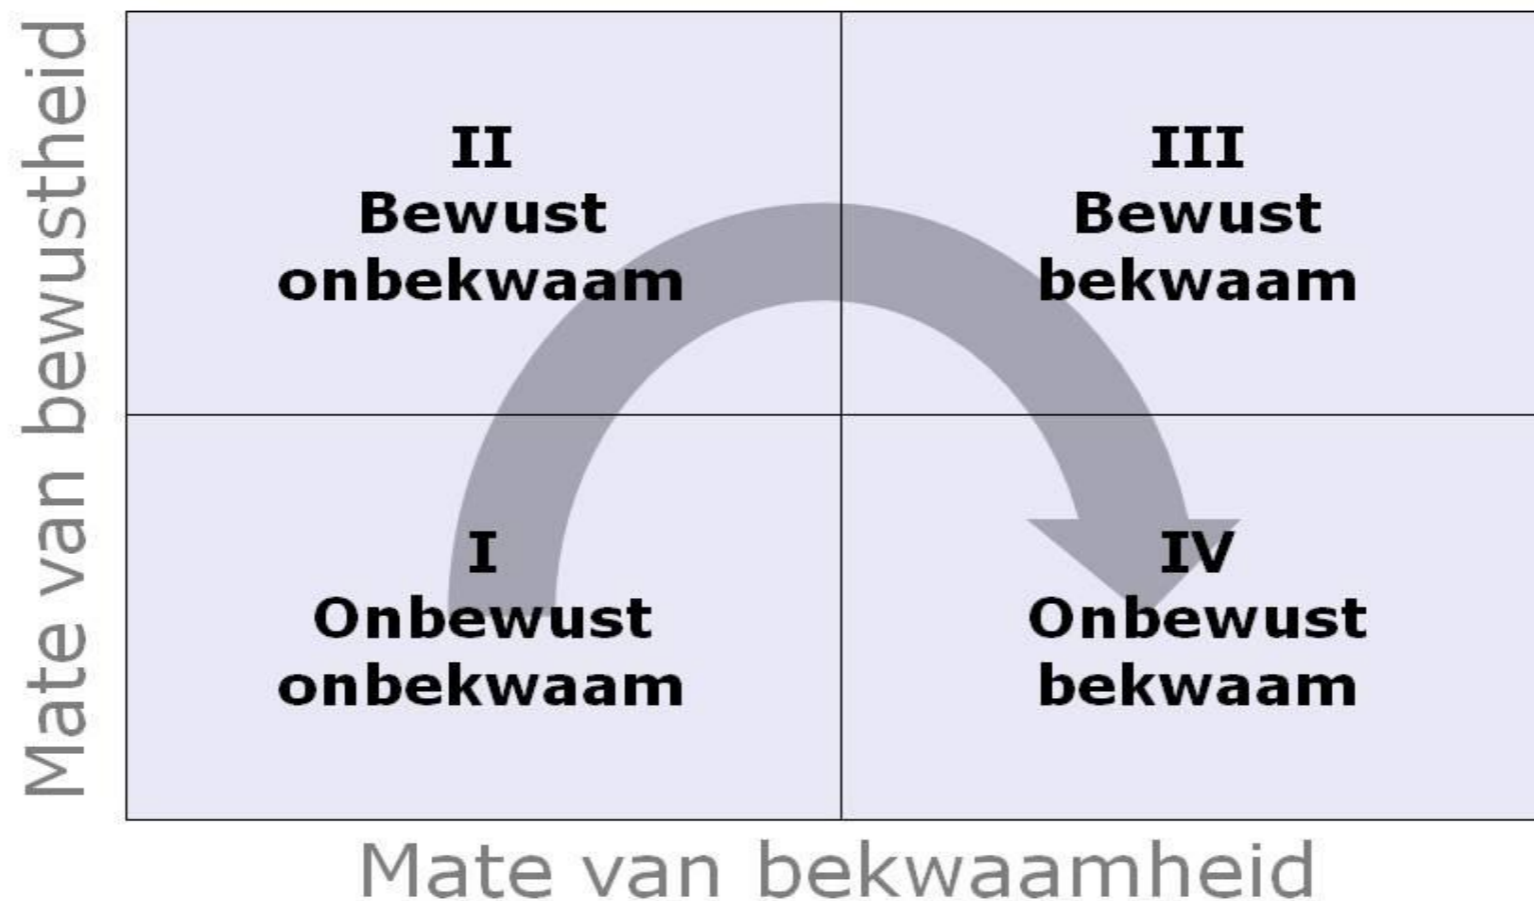 Mate van bewustheid
II
Bewust
onbekwaam
III
Bewust
bekwaam
I
Onbewust
onbekwaam
IV
Onbewust
bekwaam
Mate van bekwaamheid